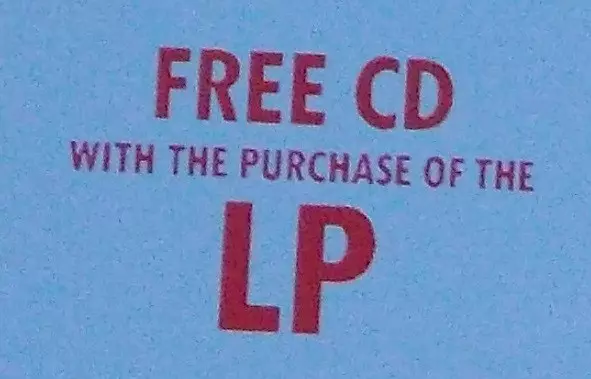 FREE CD
WITH THE PURCHASE OF THE
LP